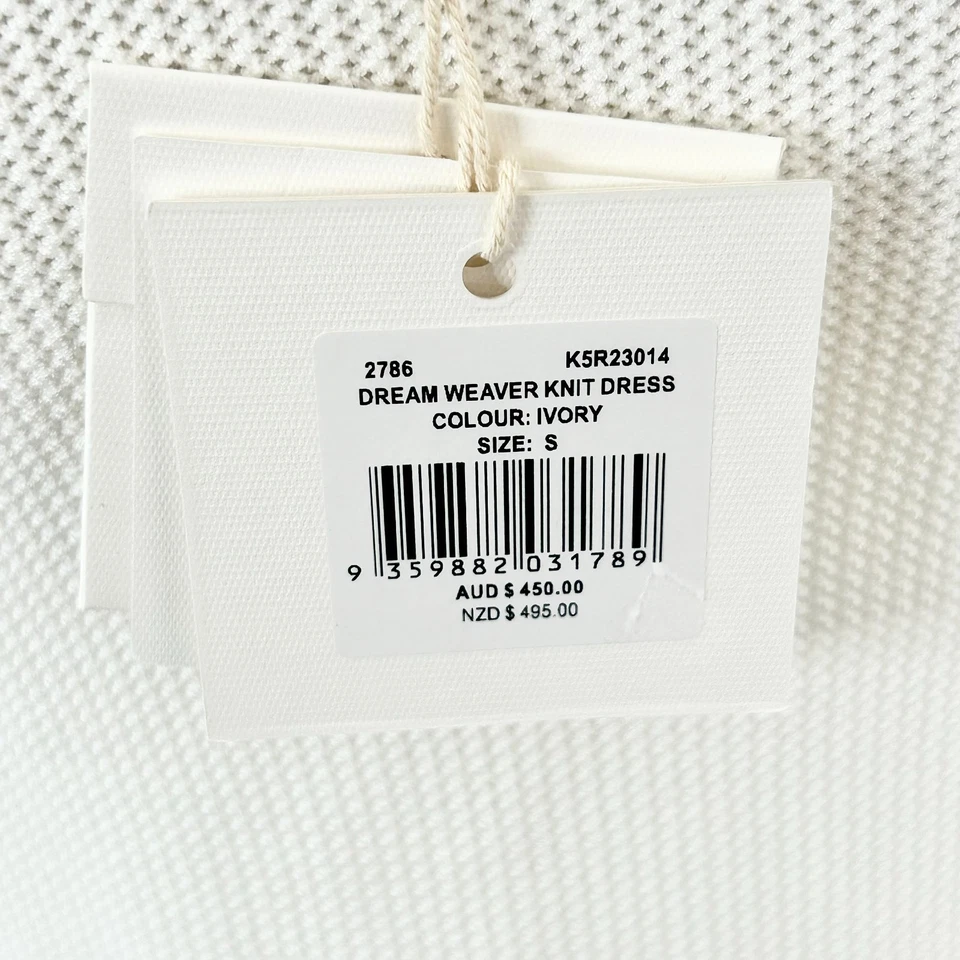 2786 K5R23014
DREAM WEAVER KNIT DRESS
COLOUR: IVORY
SIZE: S
9 359882 031789
AUD $ 450.00
NZD $ 495.00